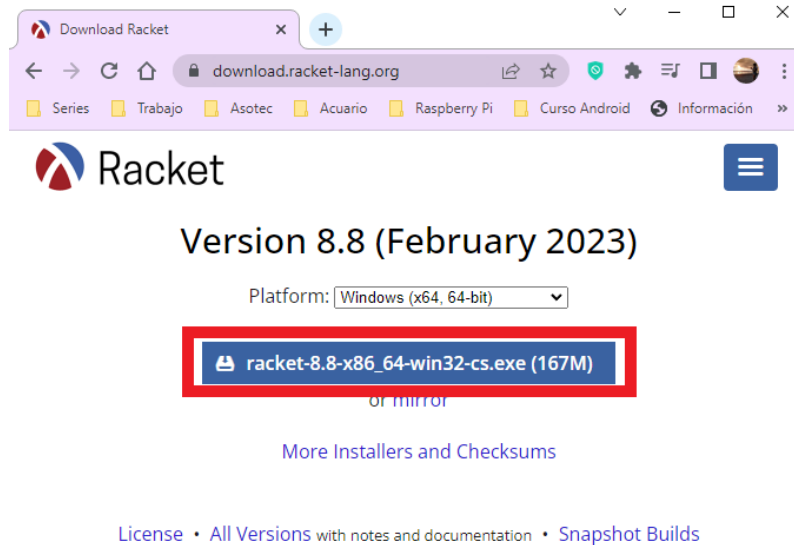 Download Racket
download.racket-lang.org
Series Trabajo Asotec Acuario Raspberry Pi Curso Android Información »
Racket
Version 8.8 (February 2023)
Platform: Windows (x64, 64-bit)
racket-8.8-x86_64-win32-cs.exe (167M)
or mirror
More Installers and Checksums
License • All Versions with notes and documentation • Snapshot Builds